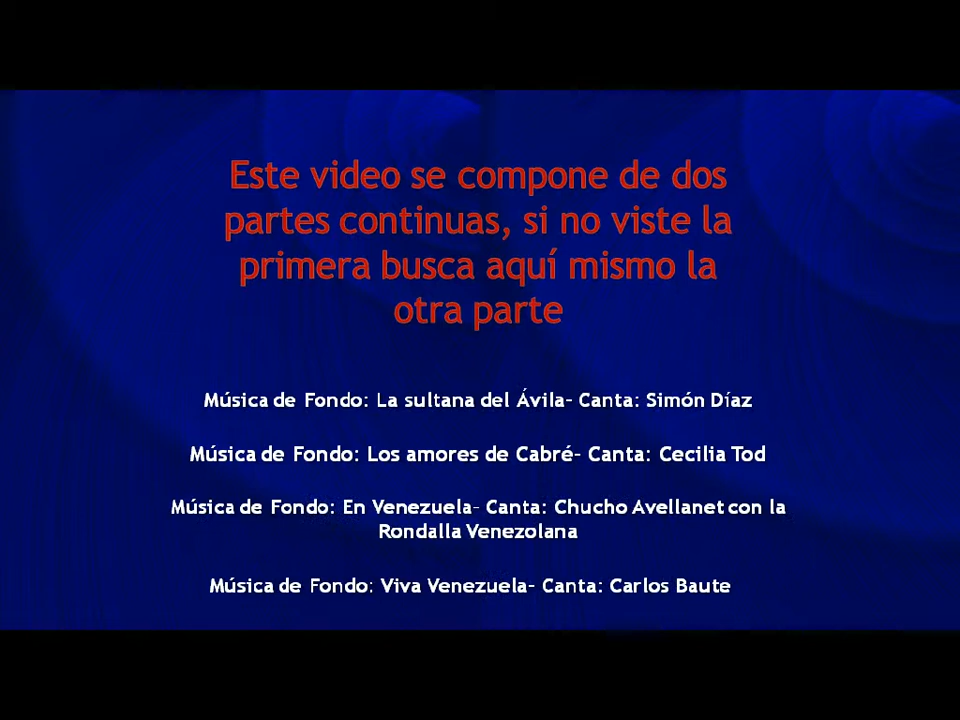 Este video se compone de dos
partes continuas, si no viste la
primera busca aquí mismo la
otra parte
Música de Fondo: La sultana del Ávila- Canta: Simón Díaz
Música de Fondo: Los amores de Cabré- Canta: Cecilia Tod
Música de Fondo: En Venezuela- Canta: Chucho Avellanet con la
Rondalla Venezolana
Música de Fondo: Viva Venezuela- Canta: Carlos Baute